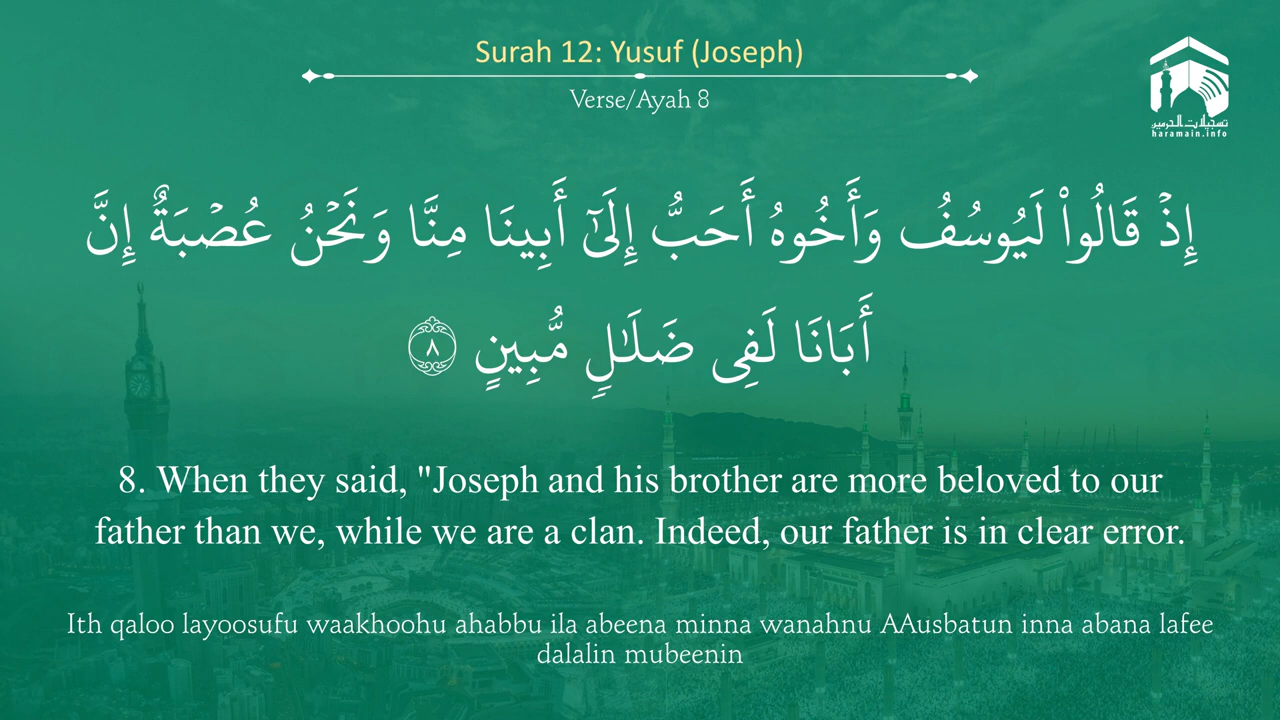 Surah 12: Yusuf (Joseph)
Verse/Ayah 8
تسجيلات الحرمين
haramain.info
إِذْ قَالُوا۟ لَيُوسُفُ وَأَخُوهُ أَحَبُّ إِلَىٰٓ أَبِينَا مِنَّا وَنَحْنُ عُصْبَةٌ إِنَّ
أَبَانَا لَفِى ضَلَـٰلٍ مُّبِينٍ ٨
8. When they said, "Joseph and his brother are more beloved to our
father than we, while we are a clan. Indeed, our father is in clear error.
Ith qaloo layoosufu waakhoohu ahabbu ila abeena minna wanahnu AAusbatun inna abana lafee
dalalin mubeenin